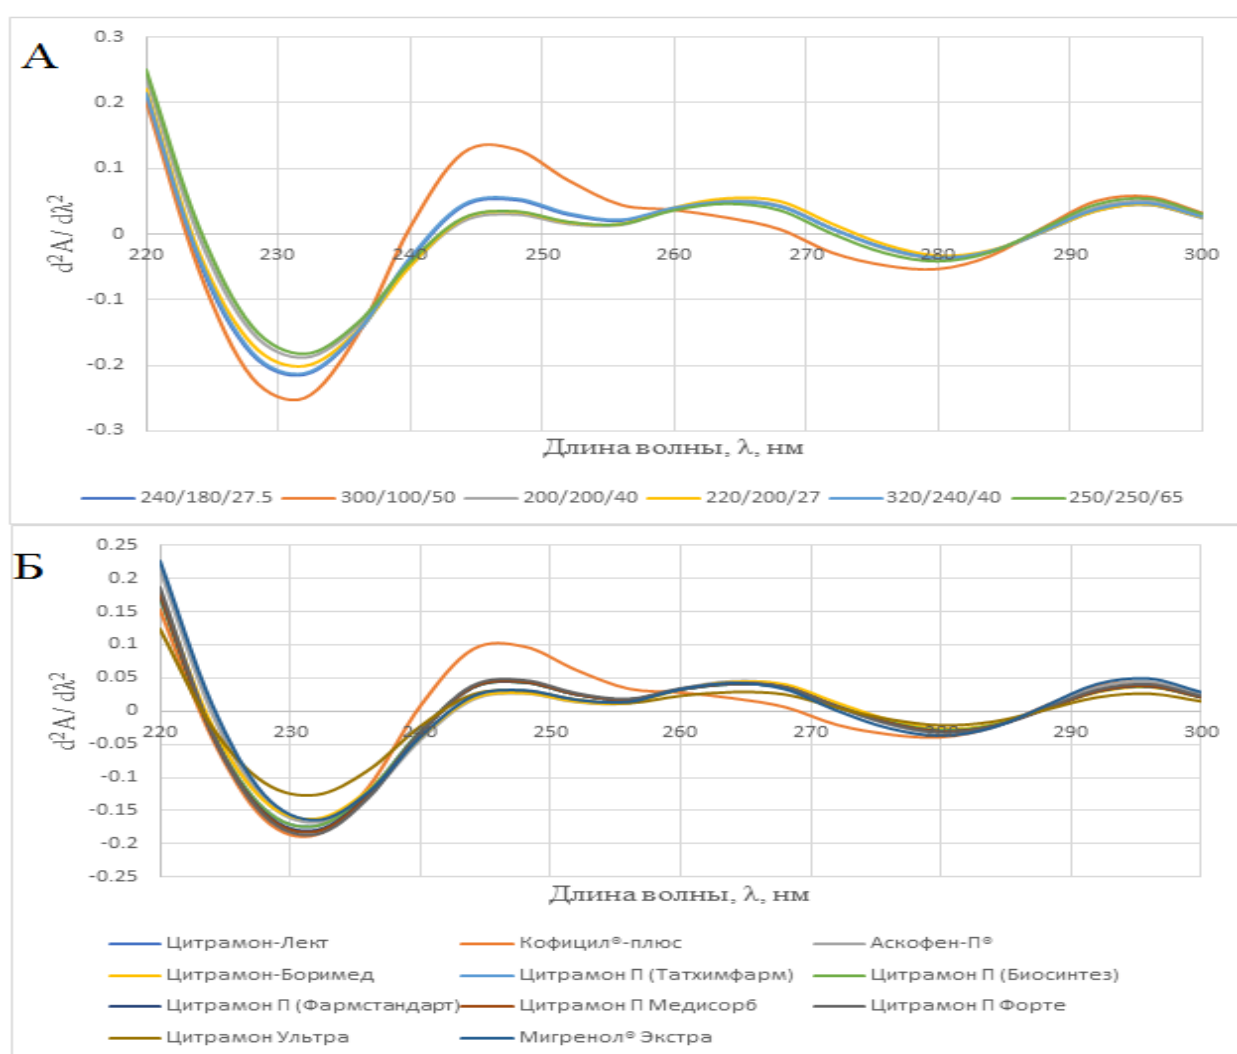 А
0.3
0.2
0.1
0
-0.1
-0.2
-0.3
d²A/ dλ²
220 230 240 250 260 270 280 290 300
Длина волны, λ, нм
240/180/27.5 300/100/50 200/200/40 220/200/27 320/240/40 250/250/65
Б
0.25
0.2
0.15
0.1
0.05
0
-0.05
-0.1
-0.15
-0.2
-0.25
d²A/ dλ²
220 230 240 250 260 270 280 290 300
Длина волны, λ, нм
Цитрамон-Лект Кофицил®-плюс Аскофен-П®
Цитрамон-Боримед Цитрамон П (Татхимфарм) Цитрамон П (Биосинтез)
Цитрамон П (Фармстандарт) Цитрамон П Медисорб Цитрамон П Форте
Цитрамон Ультра Мигренол® Экстра